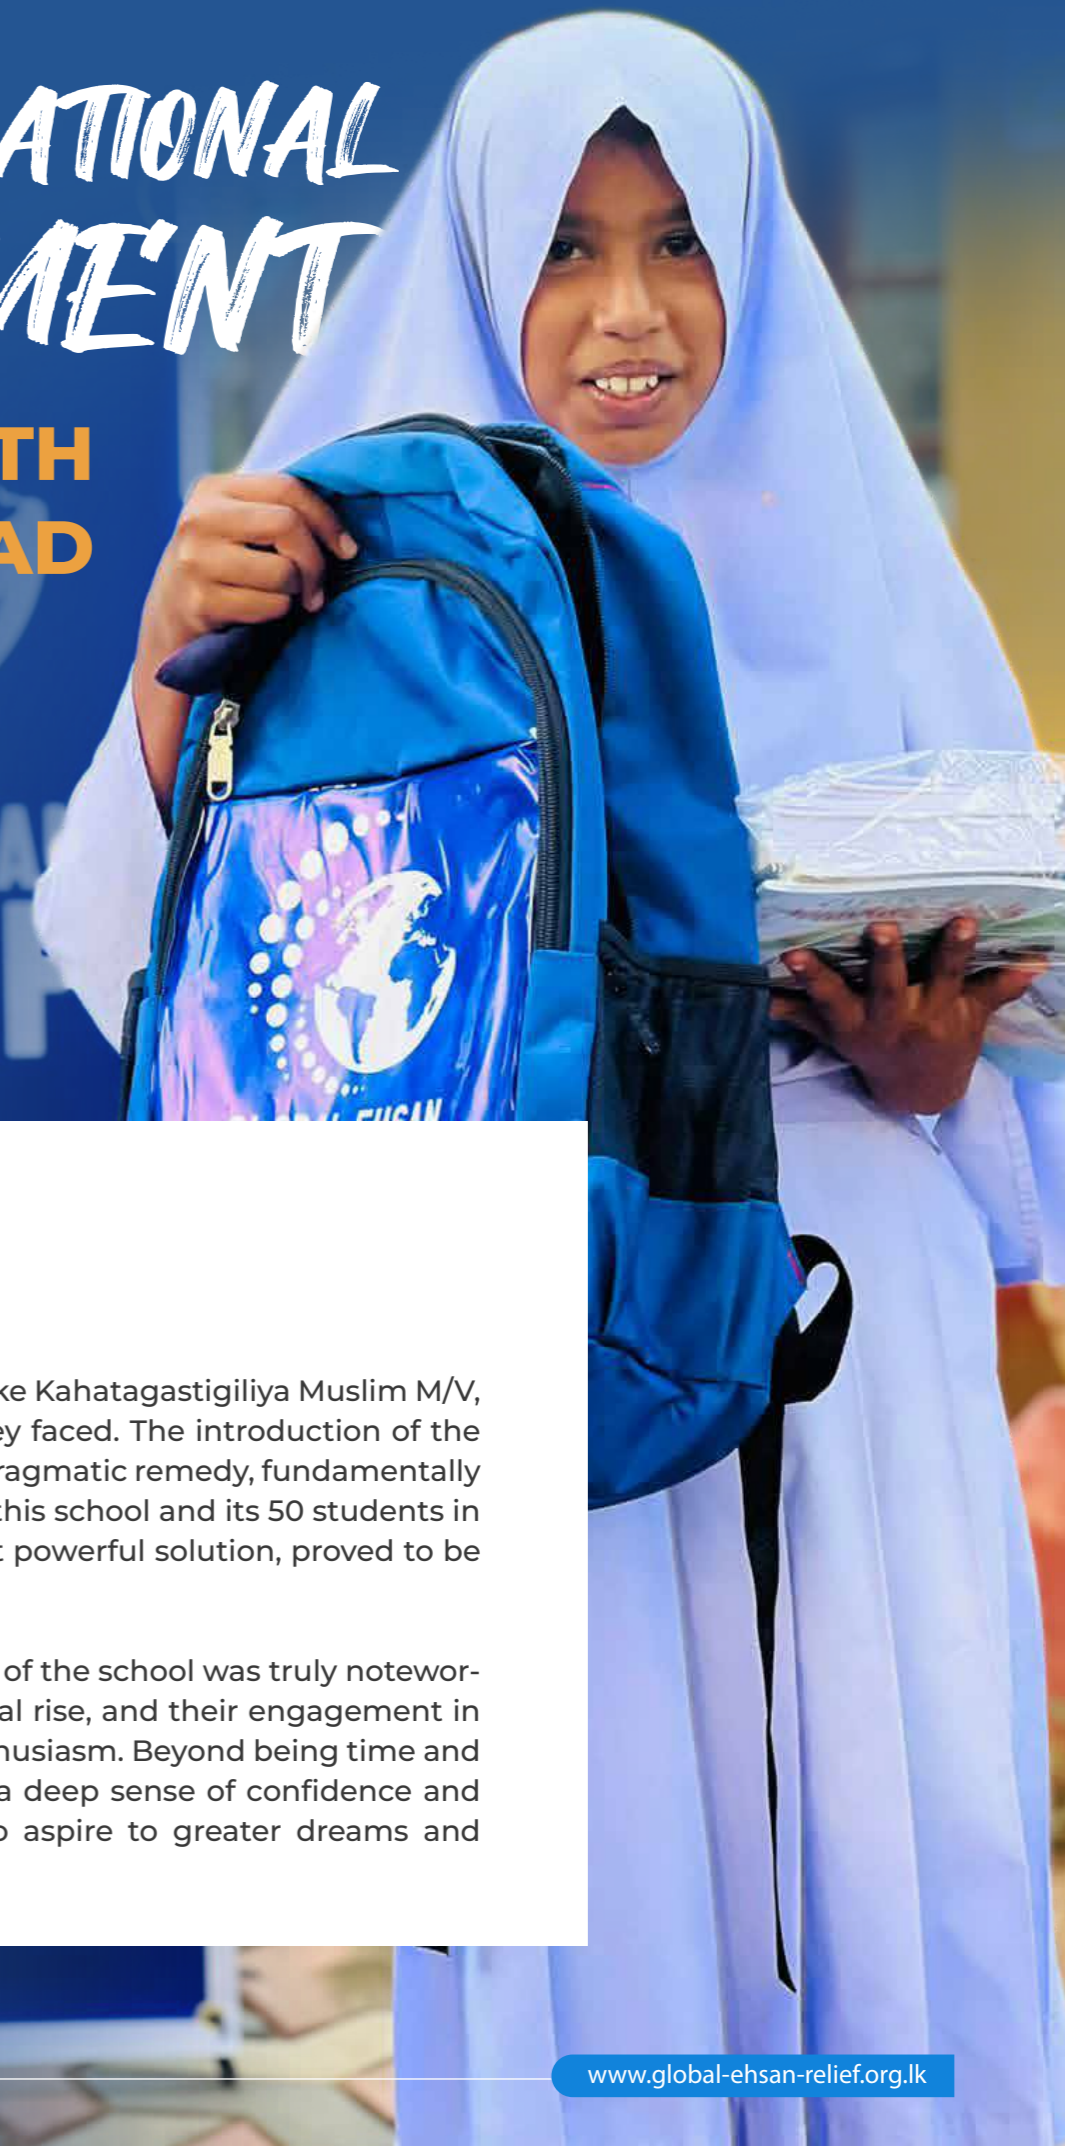 ATIONAL
MENT
TH
AD
EHSAN
ke Kahatagastigiliya Muslim M/V,
ey faced. The introduction of the
ragmatic remedy, fundamentally
this school and its 50 students in
t powerful solution, proved to be
of the school was truly notewor-
al rise, and their engagement in
husiasm. Beyond being time and
a deep sense of confidence and
o aspire to greater dreams and
www.global-ehsan-relief.org.lk